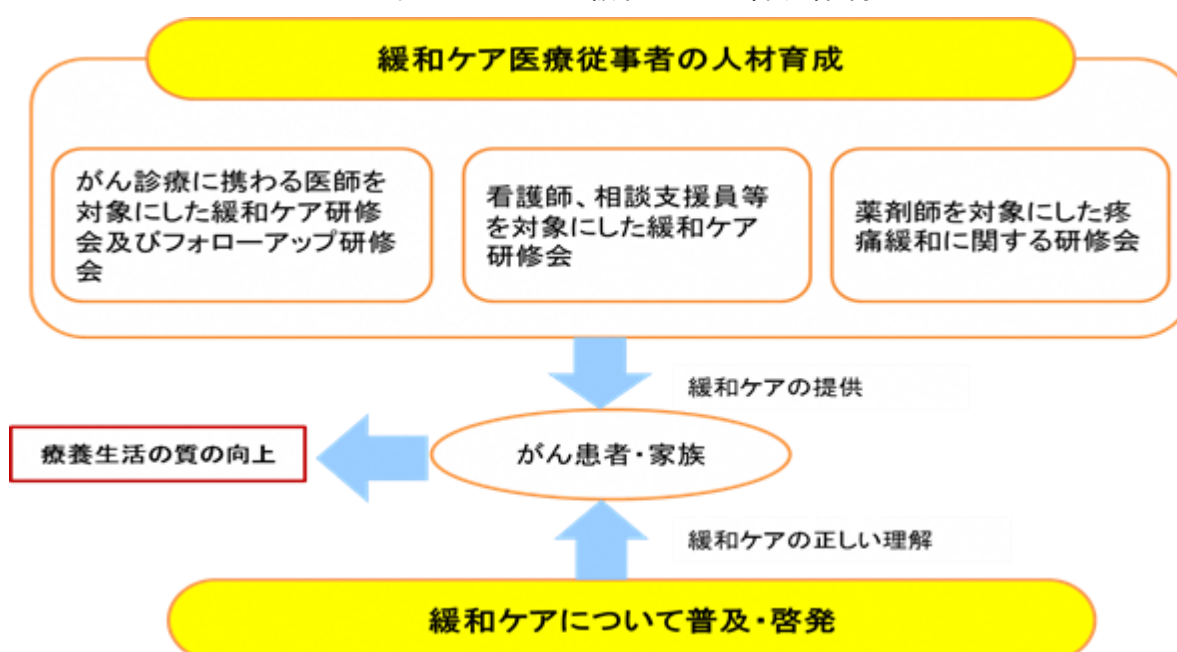 緩和ケア医療従事者の人材育成
がん診療に携わる医師を
対象にした緩和ケア研修
会及びフォローアップ研修
会
看護師、相談支援員等
を対象にした緩和ケア
研修会
薬剤師を対象にした疼
痛緩和に関する研修会
緩和ケアの提供
がん患者・家族
療養生活の質の向上
緩和ケアの正しい理解
緩和ケアについて普及・啓発